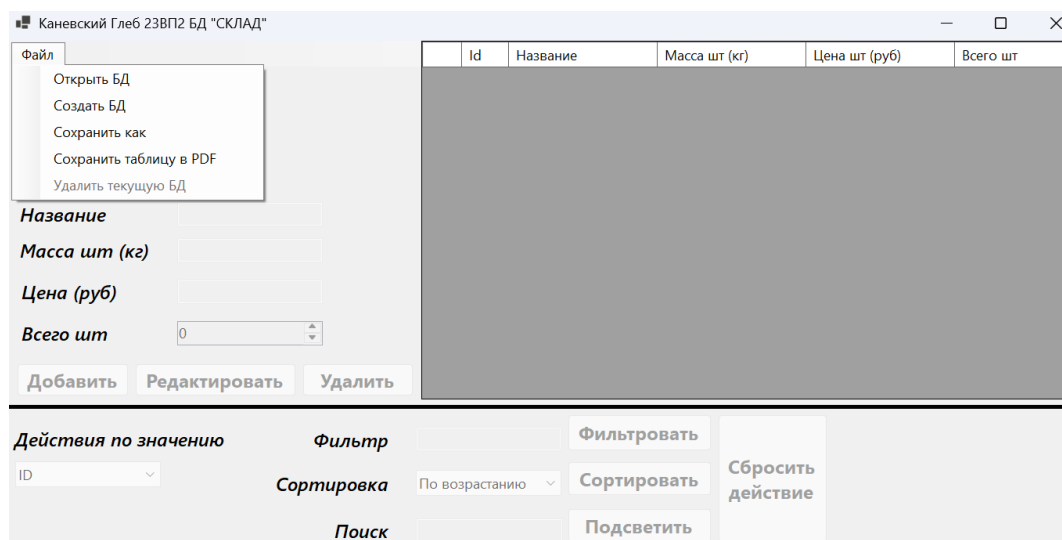 Каневский Глеб 23ВП2 БД "СКЛАД"
Файл
Id Название Масса шт (кг) Цена шт (руб) Всего шт
Открыть БД
Создать БД
Сохранить как
Сохранить таблицу в PDF
Удалить текущую БД
Название
Масса шт (кг)
Цена (руб)
Всего шт 0
Добавить Редактировать Удалить
Действия по значению
ID
Фильтр Фильтровать
Сортировка По возрастанию Сортировать
Поиск Подсветить
Сбросить
действие